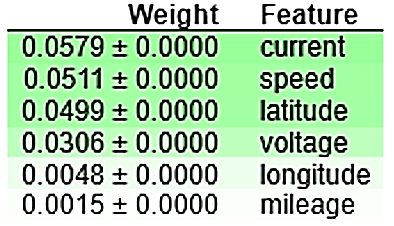 Weight Feature
0.0579 ± 0.0000 current
0.0511 ± 0.0000 speed
0.0499 ± 0.0000 latitude
0.0306 ± 0.0000 voltage
0.0048 ± 0.0000 longitude
0.0015 ± 0.0000 mileage